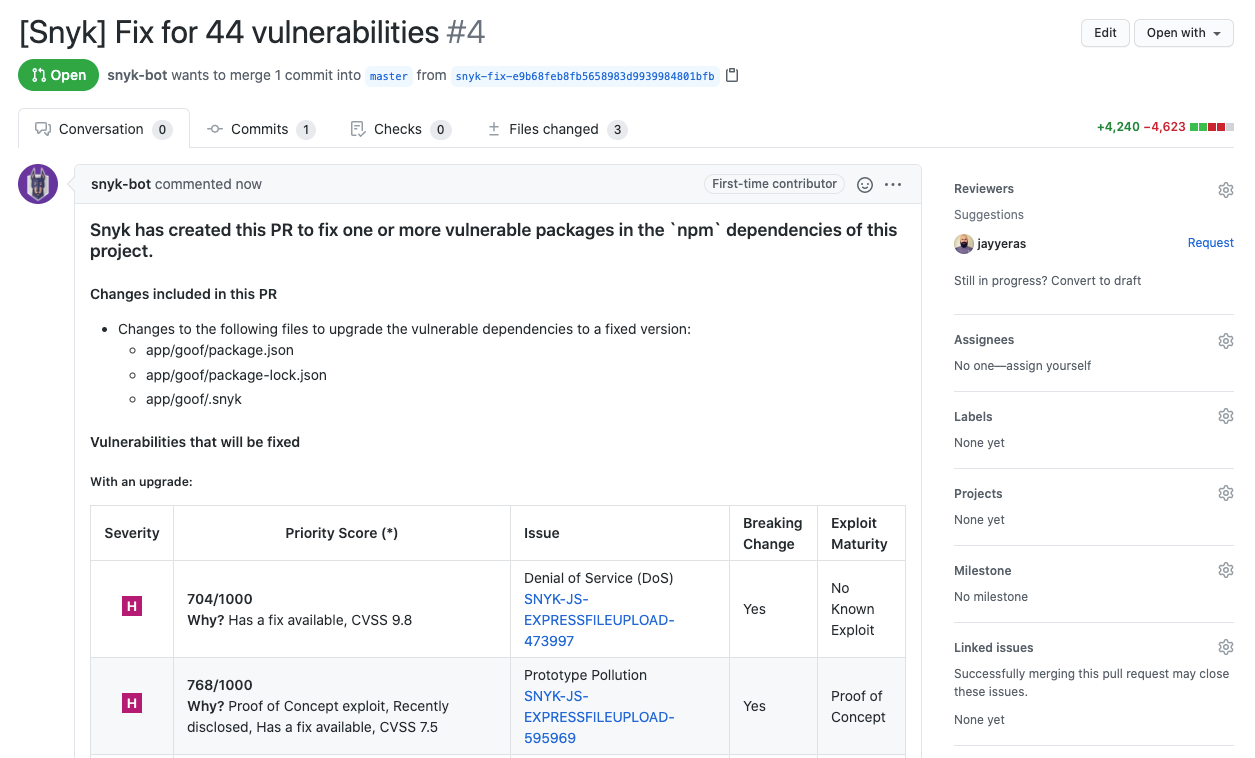 [Snyk] Fix for 44 vulnerabilities #4
Edit
Open with
Open
snyk-bot wants to merge 1 commit into master from snyk-fix-e9b68feb8fb5658983d9939984801bfb
Conversation 0
Commits 1
Checks 0
Files changed 3
+4,240 −4,623
snyk-bot commented now
First-time contributor
Snyk has created this PR to fix one or more vulnerable packages in the `npm` dependencies of this
project.
Changes included in this PR
• Changes to the following files to upgrade the vulnerable dependencies to a fixed version:
◦ app/goof/package.json
◦ app/goof/package-lock.json
◦ app/goof/.snyk
Vulnerabilities that will be fixed
With an upgrade:
Severity
Priority Score (*)
Issue
Breaking
Change
Exploit
Maturity
H
704/1000
Why? Has a fix available, CVSS 9.8
Denial of Service (DoS)
SNYK-JS-
EXPRESSFILEUPLOAD-
473997
Yes
No
Known
Exploit
H
768/1000
Why? Proof of Concept exploit, Recently
disclosed, Has a fix available, CVSS 7.5
Prototype Pollution
SNYK-JS-
EXPRESSFILEUPLOAD-
595969
Yes
Proof of
Concept
Reviewers
Suggestions
jayyeras
Request
Still in progress? Convert to draft
Assignees
No one—assign yourself
Labels
None yet
Projects
None yet
Milestone
No milestone
Linked issues
Successfully merging this pull request may close
these issues.
None yet